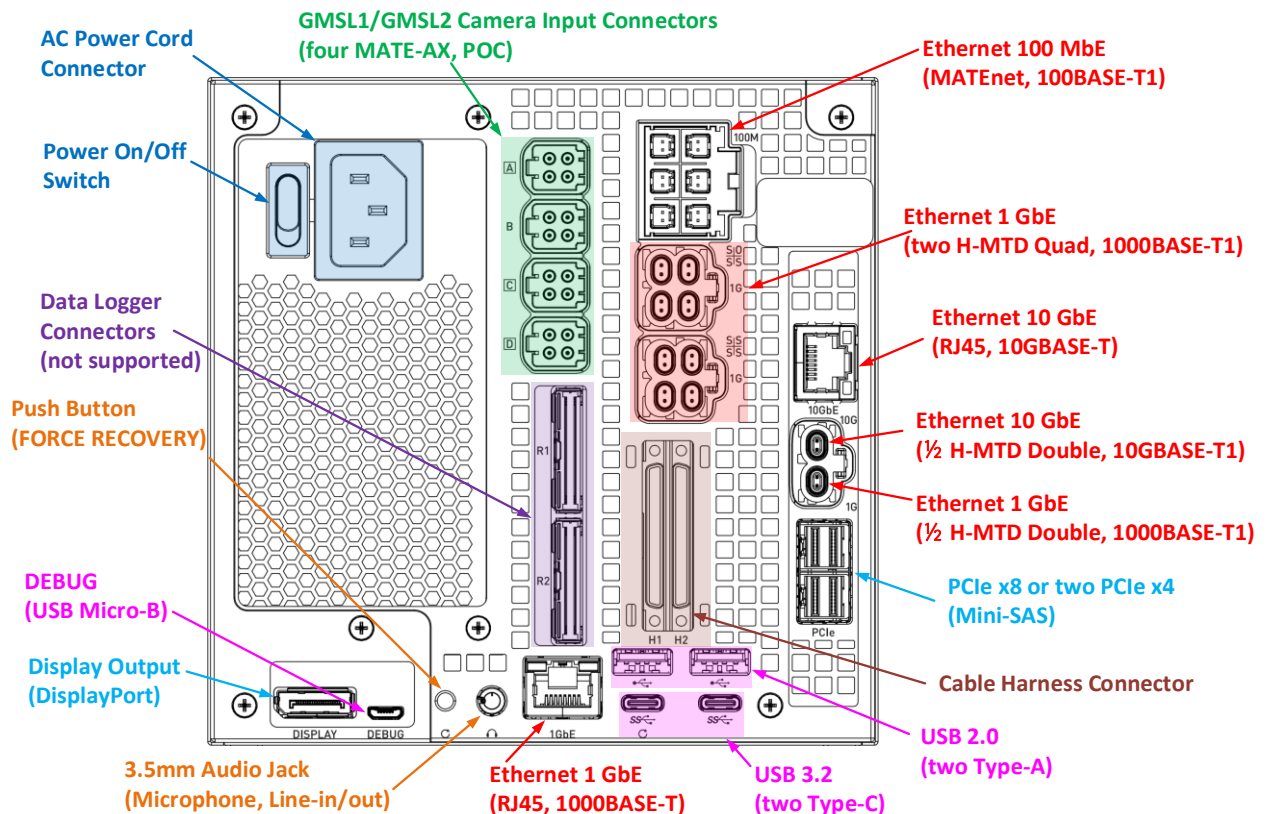 GMSL1/GMSL2 Camera Input Connectors
(four MATE-AX, POC)
AC Power Cord
Connector
Ethernet 100 MbE
(MATEnet, 100BASE-T1)
Power On/Off
Switch
100M
A
B
C
D
Ethernet 1 GbE
(two H-MTD Quad, 1000BASE-T1)
S|O
S|S
1G
S|S
S|S
1G
Data Logger
Connectors
(not supported)
Ethernet 10 GbE
(RJ45, 10GBASE-T)
10GbE
10G
Push Button
(FORCE RECOVERY)
Ethernet 10 GbE
(½ H-MTD Double, 10GBASE-T1)
R1
Ethernet 1 GbE
(½ H-MTD Double, 1000BASE-T1)
1G
R2
DEBUG
(USB Micro-B)
PCIe x8 or two PCIe x4
(Mini-SAS)
PCIe
H1 H2
Display Output
(DisplayPort)
Cable Harness Connector
SS
SS
DISPLAY
DEBUG
1GbE
USB 2.0
(two Type-A)
3.5mm Audio Jack
(Microphone, Line-in/out)
Ethernet 1 GbE
(RJ45, 1000BASE-T)
USB 3.2
(two Type-C)